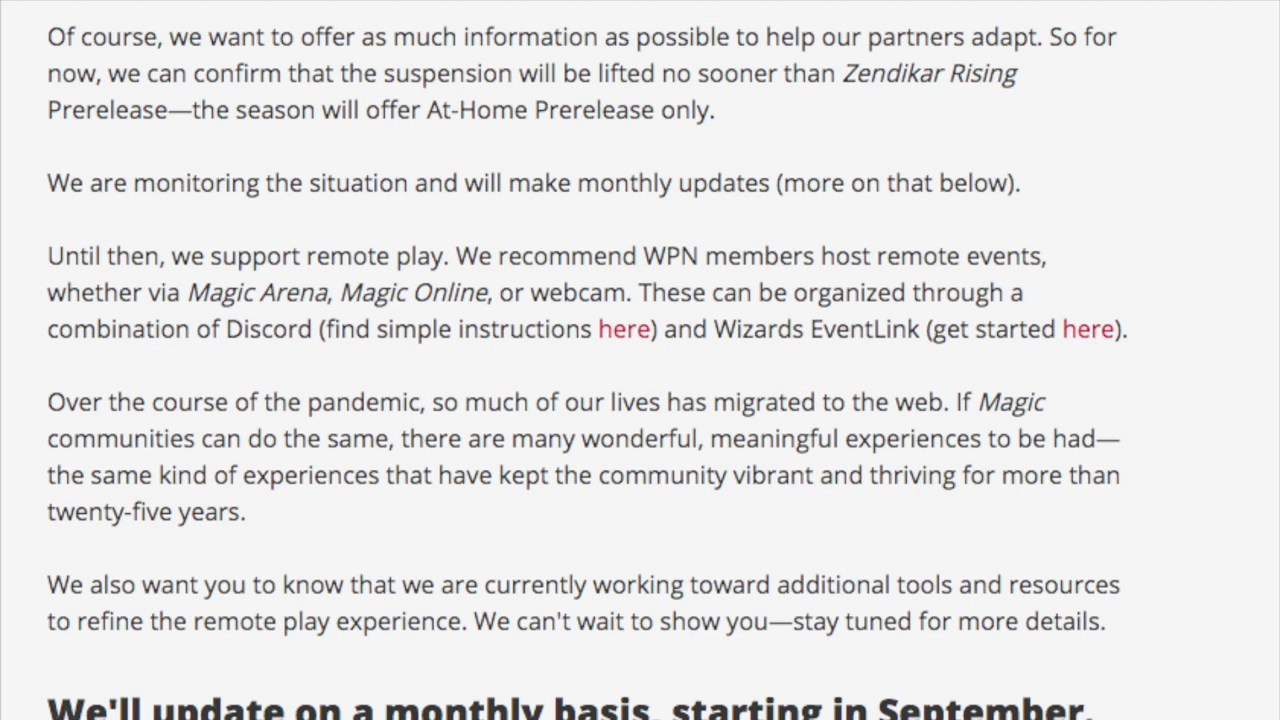 Of course, we want to offer as much information as possible to help our partners adapt. So for
now, we can confirm that the suspension will be lifted no sooner than Zendikar Rising
Prerelease—the season will offer At-Home Prerelease only.
We are monitoring the situation and will make monthly updates (more on that below).
Until then, we support remote play. We recommend WPN members host remote events,
whether via Magic Arena, Magic Online, or webcam. These can be organized through a
combination of Discord (find simple instructions here) and Wizards EventLink (get started here).
Over the course of the pandemic, so much of our lives has migrated to the web. If Magic
communities can do the same, there are many wonderful, meaningful experiences to be had—
the same kind of experiences that have kept the community vibrant and thriving for more than
twenty-five years.
We also want you to know that we are currently working toward additional tools and resources
to refine the remote play experience. We can't wait to show you—stay tuned for more details.
We'll update on a monthly basis, starting in September.